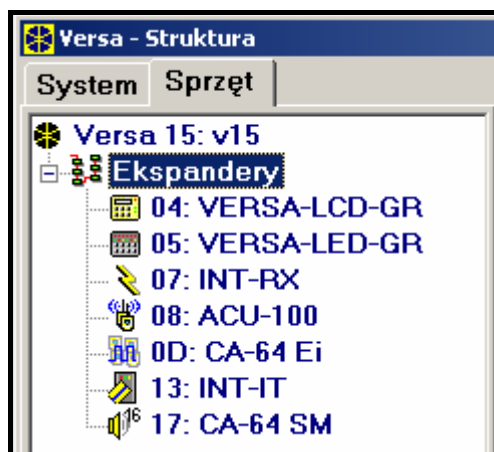 Versa - Struktura
System Sprzęt
Versa 15: v15
Ekspandery
04: VERSA-LCD-GR
05: VERSA-LED-GR
07: INT-RX
08: ACU-100
0D: CA-64 Ei
13: INT-IT
16
17: CA-64 SM